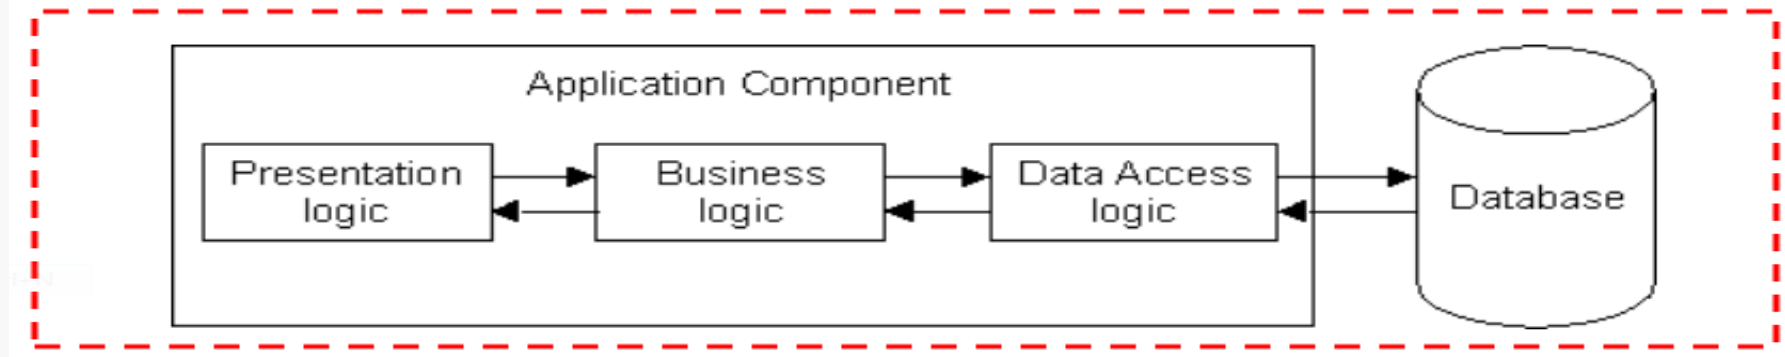 Application Component
Presentation
logic
Business
logic
Data Access
logic
Database